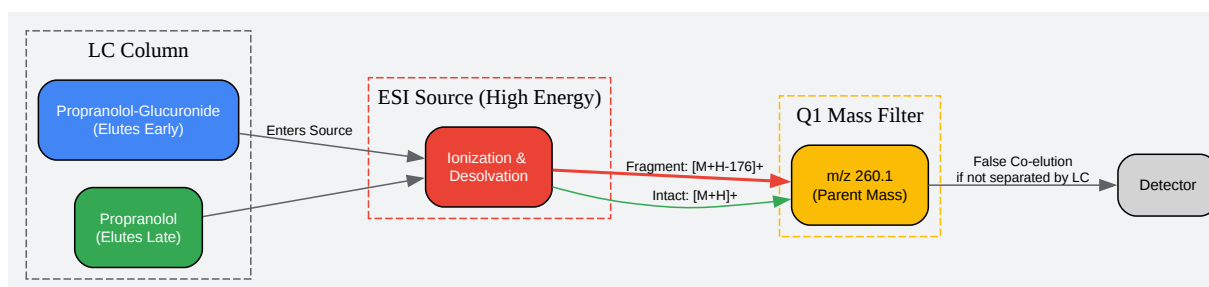 LC Column
Propranolol-Glucuronide
(Elutes Early)
Propranolol
(Elutes Late)
Enters Source
ESI Source (High Energy)
Ionization &
Desolvation
Fragment: [M+H-176]+
Intact: [M+H]+
Q1 Mass Filter
m/z 260.1
(Parent Mass)
False Co-elution
if not separated by LC
Detector